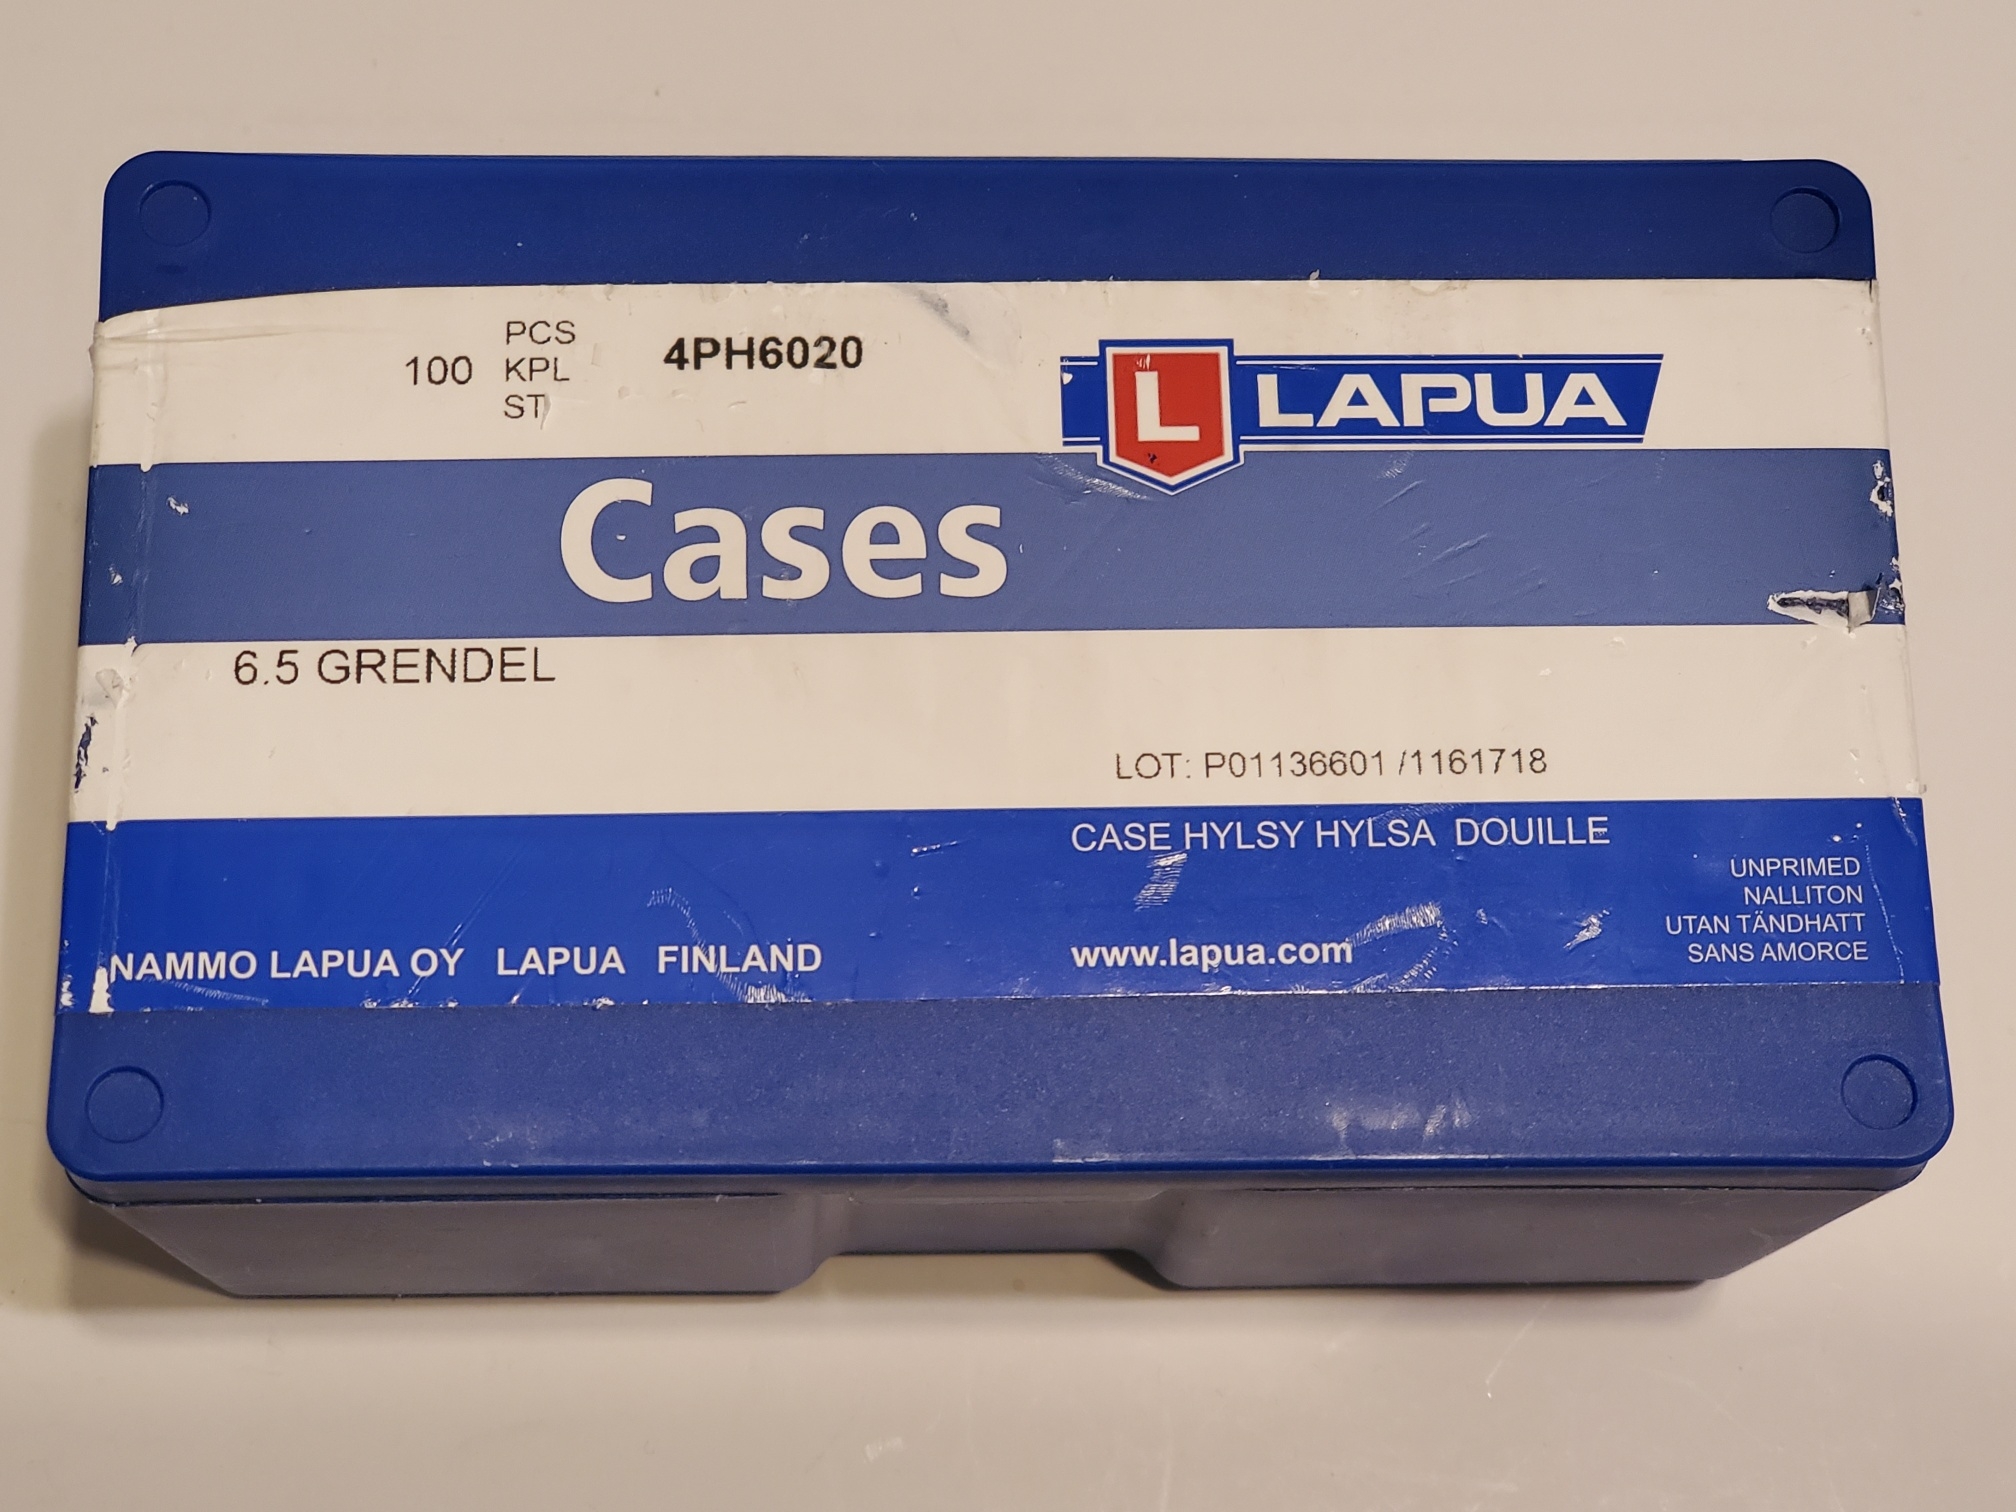 PCS
100 KPL 4PH6020
ST
L LAPUA
Cases
6.5 GRENDEL
LOT: P01136601 /1161718
CASE HYLSY HYLSA DOUILLE
UNPRIMED
NALLITON
UTAN TÄNDHATT
SANS AMORCE
NAMMO LAPUA OY LAPUA FINLAND www.lapua.com